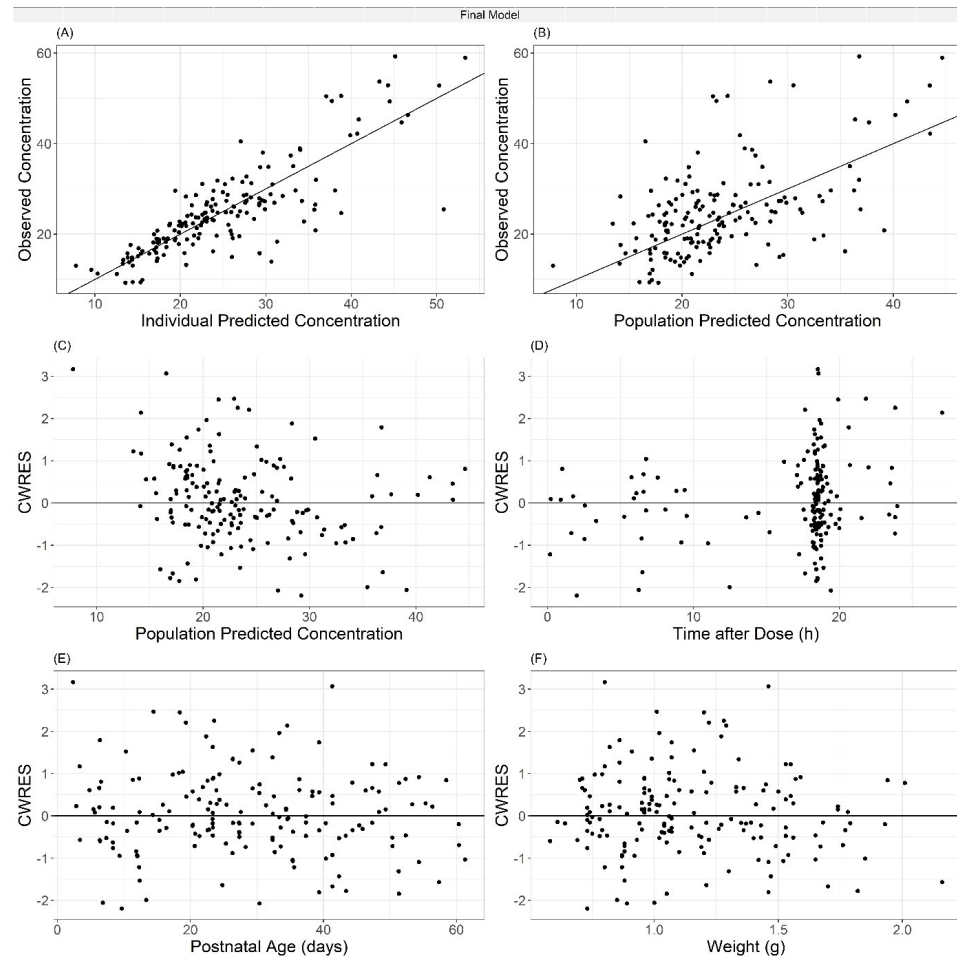 Final Model
(A)
Observed Concentration
60
40
20
10 20 30 40 50
Individual Predicted Concentration
(B)
Observed Concentration
60
40
20
10 20 30 40
Population Predicted Concentration
(C)
CWRES
3
2
1
0
-1
-2
10 20 30 40
Population Predicted Concentration
(D)
CWRES
3
2
1
0
-1
-2
0 10 20
Time after Dose (h)
(E)
CWRES
3
2
1
0
-1
-2
0 20 40 60
Postnatal Age (days)
(F)
CWRES
3
2
1
0
-1
-2
1.0 1.5 2.0
Weight (g)